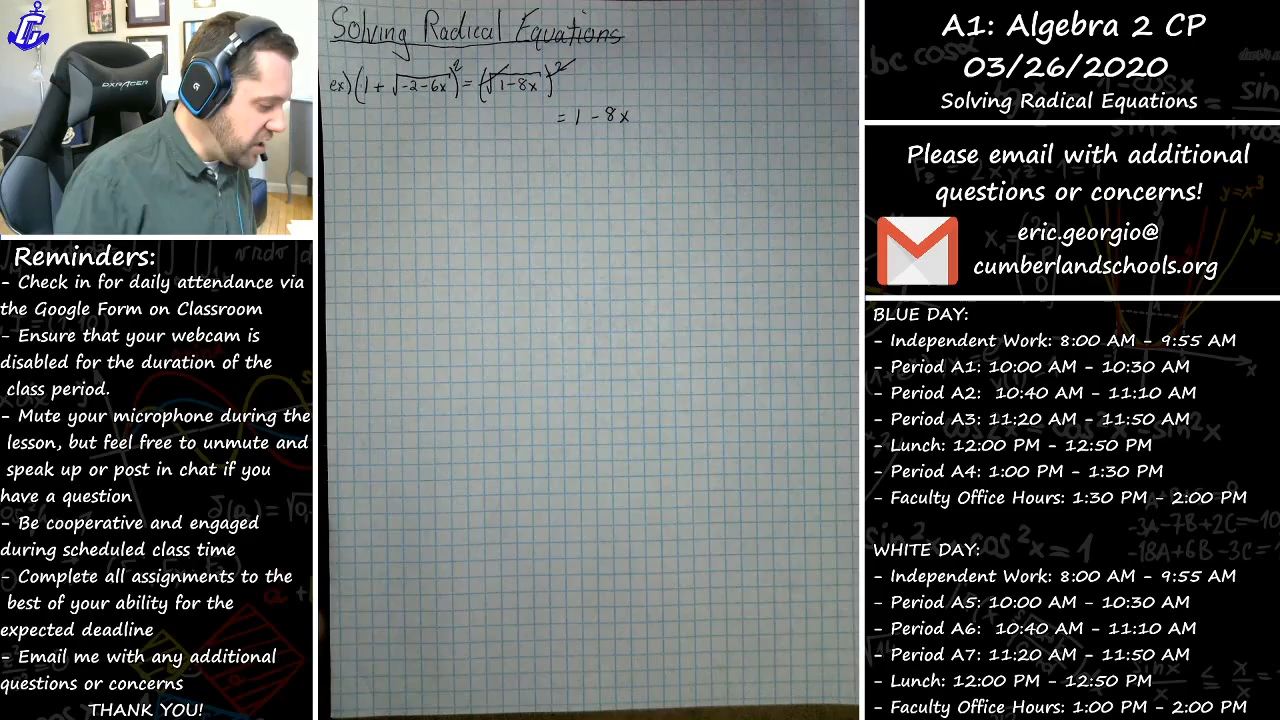 Solving Radical Equations
ex) (1 + √-2-6x)² = (√1-8x)²
= 1 - 8x
DXRACER
G
Reminders:
- Check in for daily attendance via
the Google Form on Classroom
- Ensure that your webcam is
disabled for the duration of the
class period.
- Mute your microphone during the
lesson, but feel free to unmute and
speak up or post in chat if you
have a question
- Be cooperative and engaged
during scheduled class time
- Complete all assignments to the
best of your ability for the
expected deadline
- Email me with any additional
questions or concerns
THANK YOU!
A1: Algebra 2 CP
03/26/2020
Solving Radical Equations
Please email with additional
questions or concerns!
eric.georgio@
cumberlandschools.org
BLUE DAY:
- Independent Work: 8:00 AM - 9:55 AM
- Period A1: 10:00 AM - 10:30 AM
- Period A2: 10:40 AM - 11:10 AM
- Period A3: 11:20 AM - 11:50 AM
- Lunch: 12:00 PM - 12:50 PM
- Period A4: 1:00 PM - 1:30 PM
- Faculty Office Hours: 1:30 PM - 2:00 PM
WHITE DAY:
- Independent Work: 8:00 AM - 9:55 AM
- Period A5: 10:00 AM - 10:30 AM
- Period A6: 10:40 AM - 11:10 AM
- Period A7: 11:20 AM - 11:50 AM
- Lunch: 12:00 PM - 12:50 PM
- Faculty Office Hours: 1:00 PM - 2:00 PM